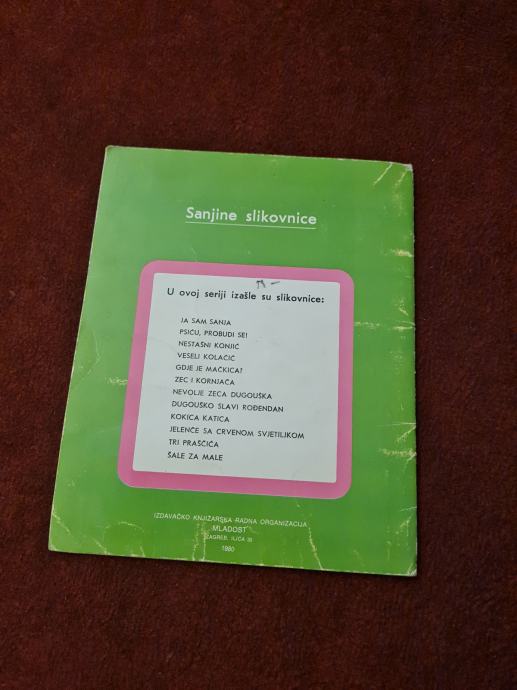 Sanjine slikovnice
U ovoj seriji izašle su slikovnice:
JA SAM SANJA
PSIĆU, PROBUDI SE!
NESTAŠNI KONJIĆ
VESELI KOLAČIĆ
GDJE JE MAČKICA?
ZEC I KORNJAČA
NEVOLJE ZECA DUGOUŠKA
DUGOUŠKO SLAVI ROĐENDAN
KOKICA KATICA
JELENČE SA CRVENOM SVJETILJKOM
TRI PRAŠČIĆA
ŠALE ZA MALE
IZDAVAČKO KNJIŽARSKA RADNA ORGANIZACIJA
MLADOST
ZAGREB, ILICA 30
1980